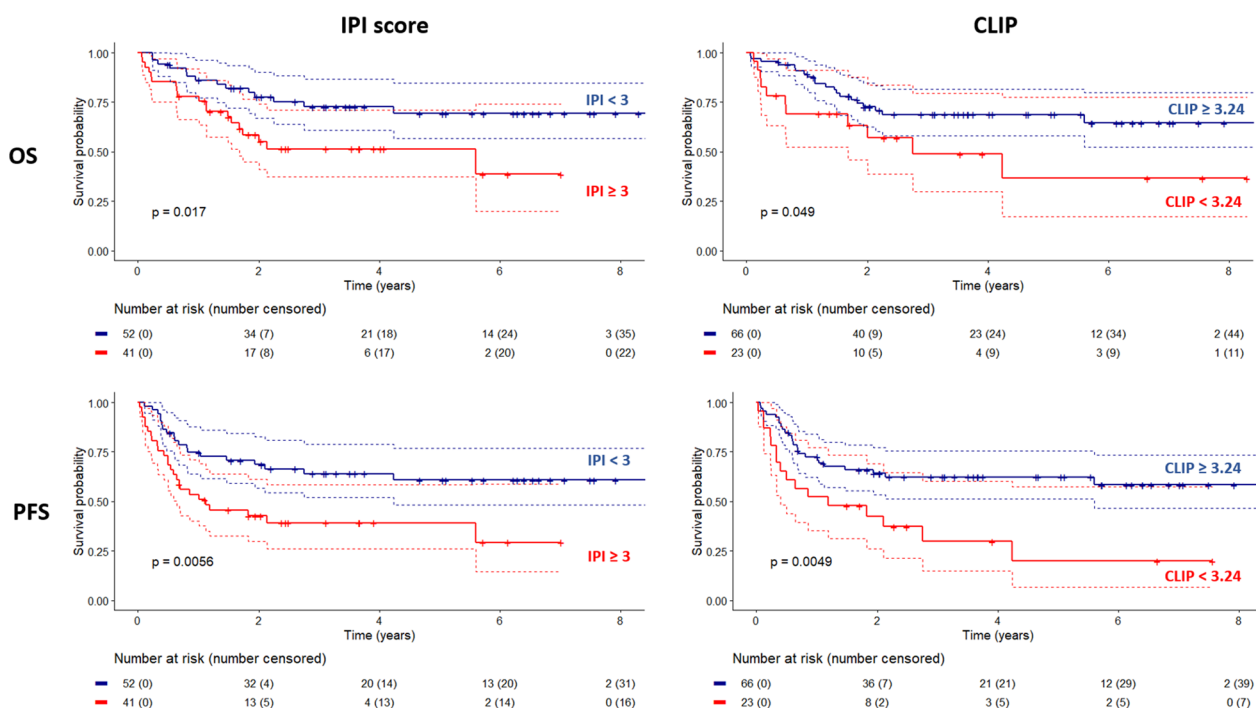 IPI score
CLIP
OS
PFS
Survival probability
1.00
0.75
0.50
0.25
0.00
IPI < 3
IPI ≥ 3
p = 0.017
0 2 4 6 8
Time (years)
Number at risk (number censored)
52 (0) 34 (7) 21 (18) 14 (24) 3 (35)
41 (0) 17 (8) 6 (17) 2 (20) 0 (22)
Survival probability
1.00
0.75
0.50
0.25
0.00
CLIP ≥ 3.24
CLIP < 3.24
p = 0.049
0 2 4 6 8
Time (years)
Number at risk (number censored)
66 (0) 40 (9) 23 (24) 12 (34) 2 (44)
23 (0) 10 (5) 4 (9) 3 (9) 1 (11)
Survival probability
1.00
0.75
0.50
0.25
0.00
IPI < 3
IPI ≥ 3
p = 0.0056
0 2 4 6 8
Time (years)
Number at risk (number censored)
52 (0) 32 (4) 20 (14) 13 (20) 2 (31)
41 (0) 13 (5) 4 (13) 2 (14) 0 (16)
Survival probability
1.00
0.75
0.50
0.25
0.00
CLIP ≥ 3.24
CLIP < 3.24
p = 0.0049
0 2 4 6 8
Time (years)
Number at risk (number censored)
66 (0) 36 (7) 21 (21) 12 (29) 2 (39)
23 (0) 8 (2) 3 (5) 2 (5) 0 (7)